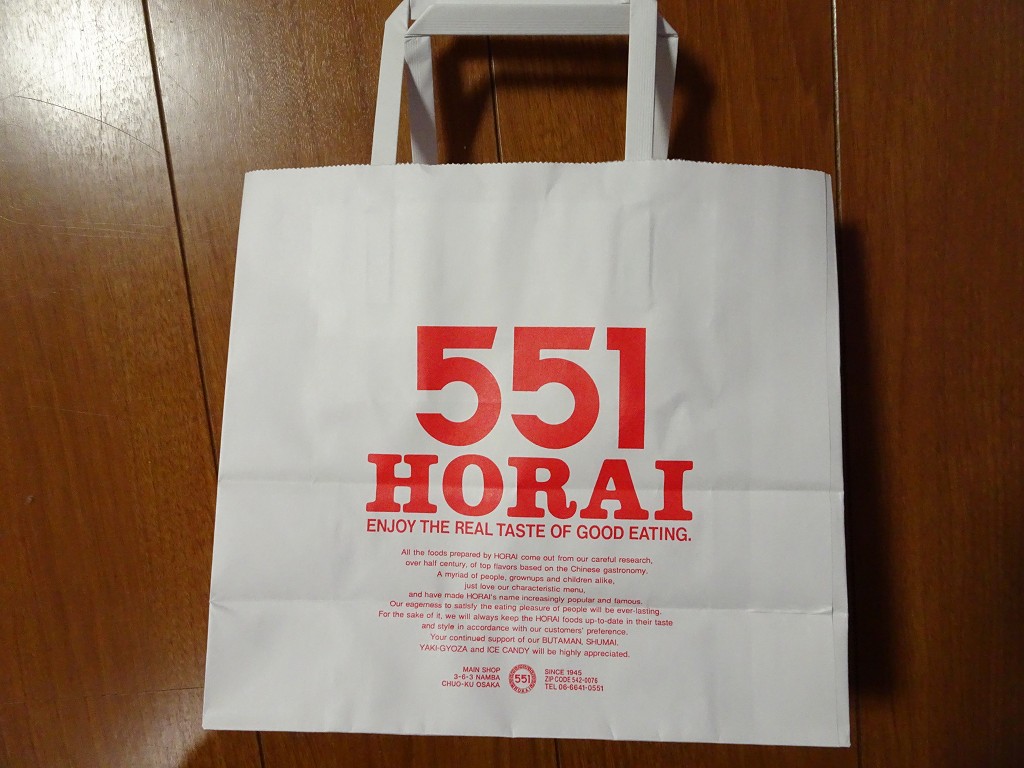 551
HORAI
ENJOY THE REAL TASTE OF GOOD EATING.
All the foods prepared by HORAI come out from our careful research,
over half century, of top flavors based on the Chinese gastronomy.
A myriad of people, grownups and children alike,
just love our characteristic menu,
and have made HORAI's name increasingly popular and famous.
Our eagerness to satisfy the eating pleasure of people will be ever-lasting.
For the sake of it, we will always keep the HORAI foods up-to-date in their taste
and style in accordance with our customers' preference.
Your continued support of our BUTAMAN, SHUMAI.
YAKI-GYOZA and ICE CANDY will be highly appreciated.
MAIN SHOP
3-6-3 NAMBA
CHUO-KU OSAKA
551
HORAI
SINCE 1945
ZIP CODE 542-0076
TEL 06-6641-0551